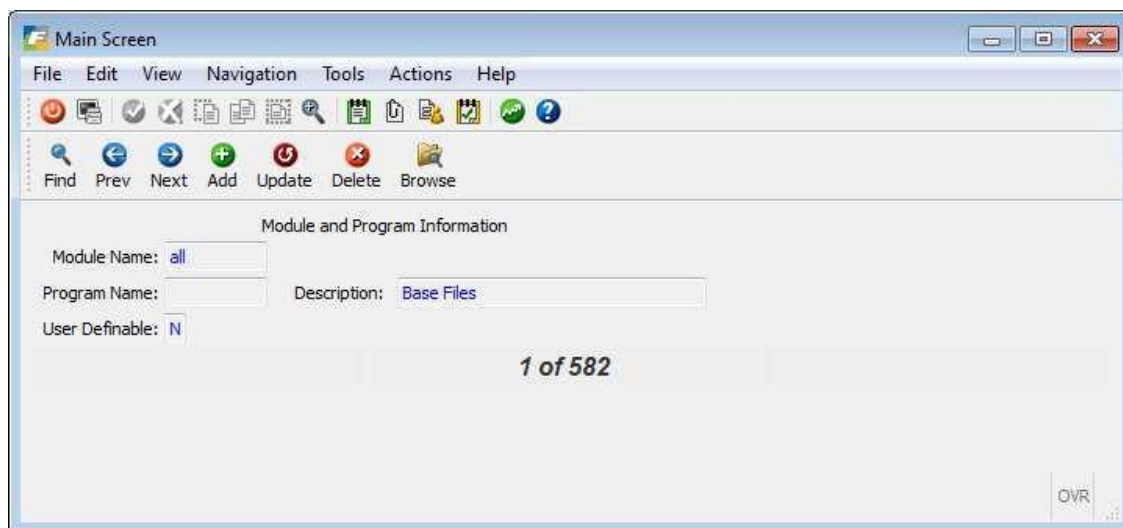 Main Screen
File Edit View Navigation Tools Actions Help
Find Prev Next Add Update Delete Browse
Module and Program Information
Module Name: all
Program Name: Description: Base Files
User Definable: N
1 of 582
OVR